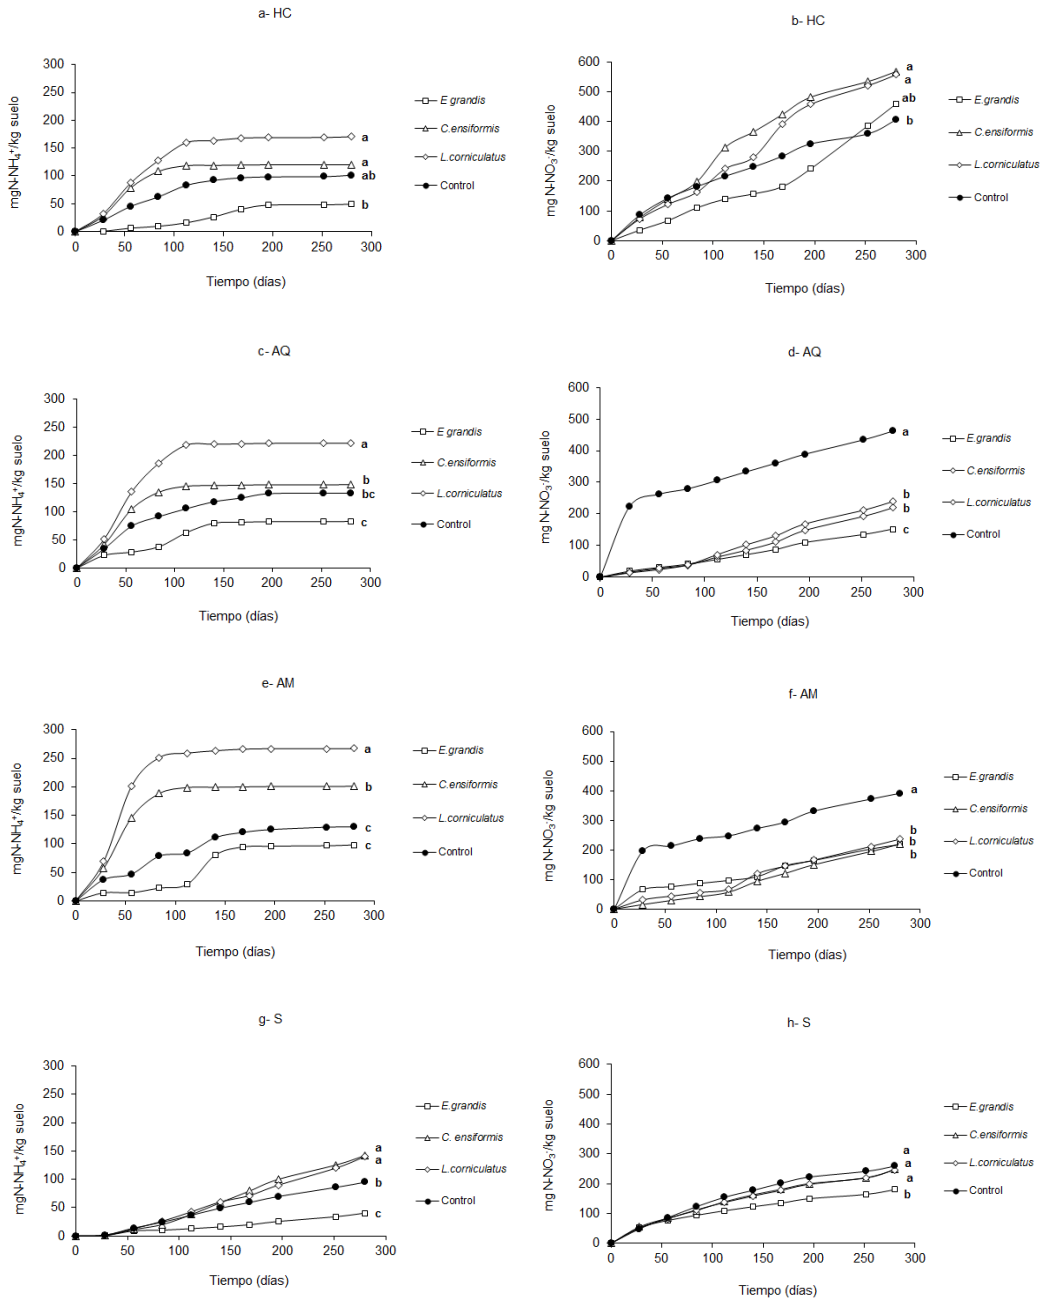 a- HC
mgN-NH₄⁺/kg suelo
300
250
200
150
100
50
0
0 50 100 150 200 250 300
Tiempo (días)
a
a
ab
b
E.grandis
C.ensiformis
L.corniculatus
Control
b- HC
mg N-NO₃⁻/kg suelo
600
500
400
300
200
100
0
0 50 100 150 200 250 300
Tiempo (días)
a
a
ab
b
E.grandis
C.ensiformis
L.corniculatus
Control
c- AQ
mgN-NH₄⁺/kg suelo
300
250
200
150
100
50
0
0 50 100 150 200 250 300
Tiempo (días)
a
b
bc
c
E.grandis
C.ensiformis
L.corniculatus
Control
d- AQ
mg N-NO₃⁻/kg suelo
600
500
400
300
200
100
0
0 50 100 150 200 250 300
Tiempo (días)
a
b
b
c
E.grandis
C.ensiformis
L.corniculatus
Control
e- AM
mgN-NH₄⁺/kg suelo
300
250
200
150
100
50
0
0 50 100 150 200 250 300
Tiempo (días)
a
b
c
c
E.grandis
C.ensiformis
L.corniculatus
Control
f- AM
mg N-NO₃⁻/kg suelo
600
500
400
300
200
100
0
0 50 100 150 200 250 300
Tiempo (días)
a
b
b
b
E.grandis
C.ensiformis
L.corniculatus
Control
g- S
mgN-NH₄⁺/kg suelo
300
250
200
150
100
50
0
0 50 100 150 200 250 300
Tiempo (días)
a
a
b
c
E.grandis
C. ensiformis
L.corniculatus
Control
h- S
mg N-NO₃⁻/kg suelo
600
500
400
300
200
100
0
0 50 100 150 200 250 300
Tiempo (días)
a
a
a
b
E.grandis
C.ensiformis
L.corniculatus
Control